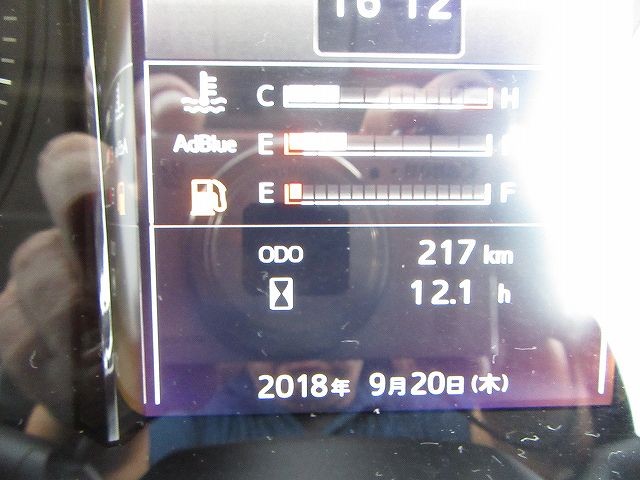 16 12
C H
AdBlue E
E F
ODO 217 km
12.1 h
2018年 9月20日(木)